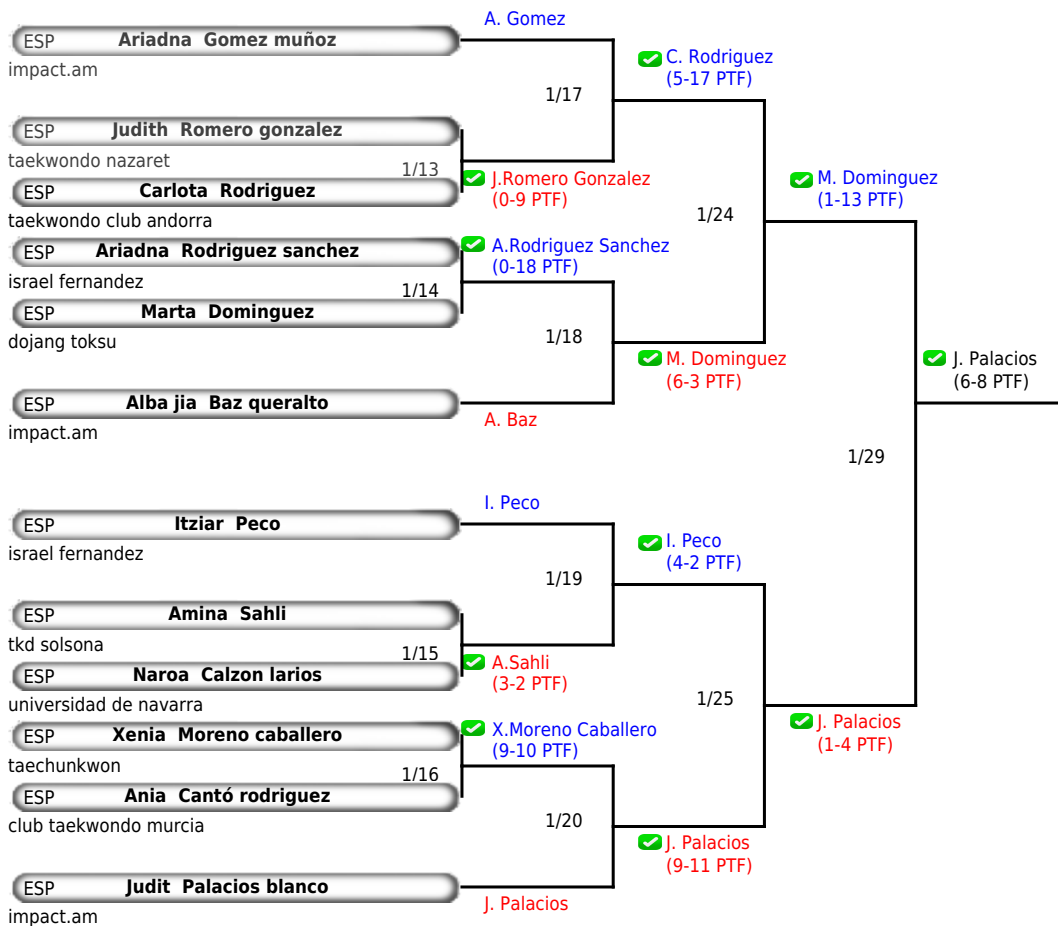 A. Gomez
ESP Ariadna Gomez muñoz
impact.am
C. Rodriguez
(5-17 PTF)
1/17
ESP Judith Romero gonzalez
taekwondo nazaret
1/13
J.Romero Gonzalez
(0-9 PTF)
ESP Carlota Rodriguez
taekwondo club andorra
M. Dominguez
(1-13 PTF)
1/24
ESP Ariadna Rodriguez sanchez
A.Rodriguez Sanchez
(0-18 PTF)
israel fernandez
1/14
ESP Marta Dominguez
dojang toksu
1/18
M. Dominguez
(6-3 PTF)
J. Palacios
(6-8 PTF)
ESP Alba jia Baz queralto
A. Baz
impact.am
1/29
I. Peco
ESP Itziar Peco
israel fernandez
I. Peco
(4-2 PTF)
1/19
ESP Amina Sahli
tkd solsona
1/15
A.Sahli
(3-2 PTF)
ESP Naroa Calzon larios
universidad de navarra
1/25
J. Palacios
(1-4 PTF)
ESP Xenia Moreno caballero
X.Moreno Caballero
(9-10 PTF)
taechunkwon
1/16
ESP Ania Cantó rodriguez
club taekwondo murcia
1/20
J. Palacios
(9-11 PTF)
ESP Judit Palacios blanco
J. Palacios
impact.am